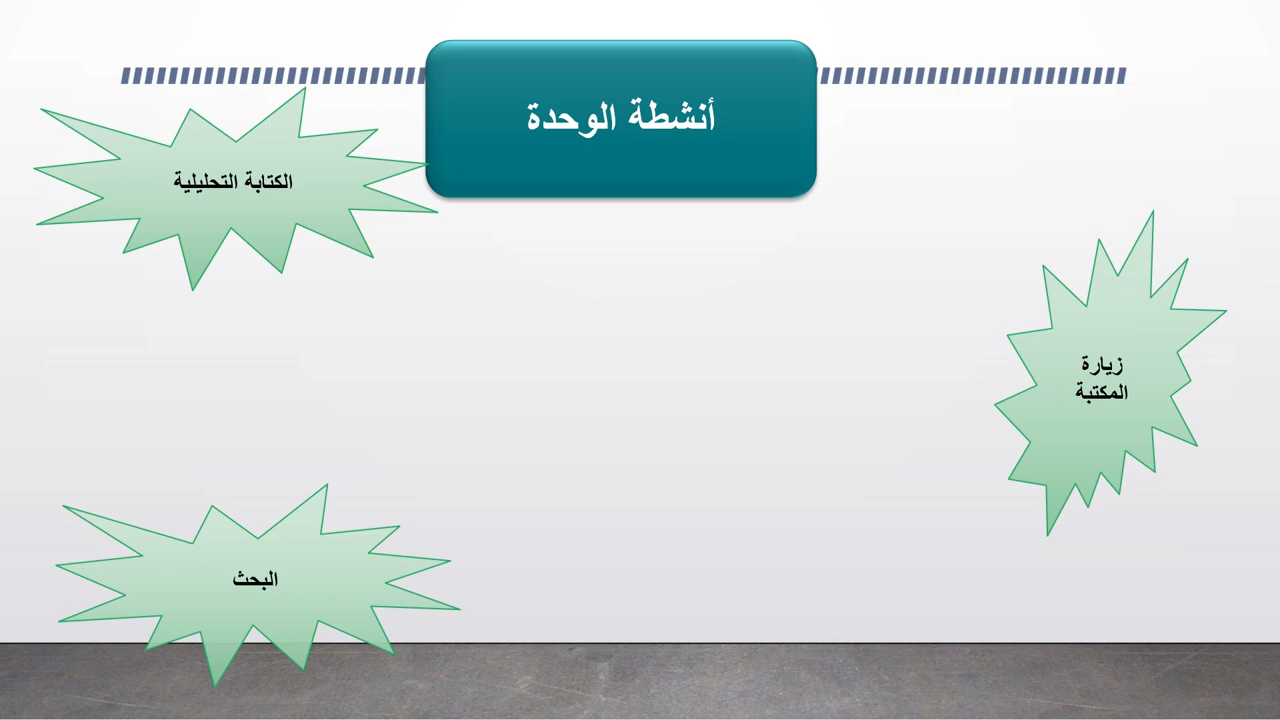 أنشطة الوحدة
الكتابة التحليلية
زيارة
المكتبة
البحث